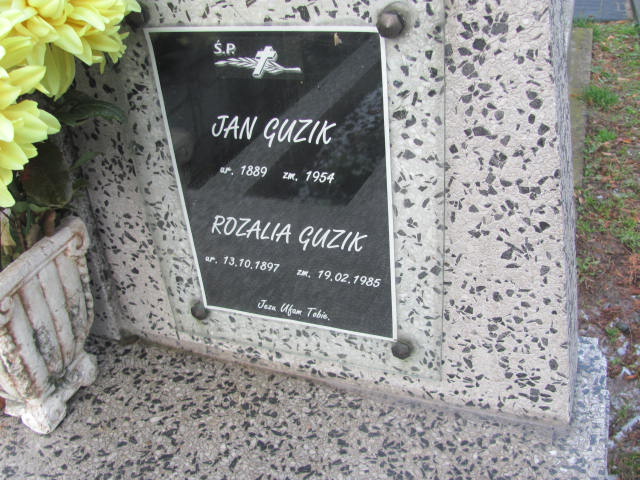 Ś.P.
JAN GUZIK
ur. 1889 zm. 1954
ROZALIA GUZIK
ur. 13.10.1897 zm. 19.02.1985
Jezu Ufam Tobie.